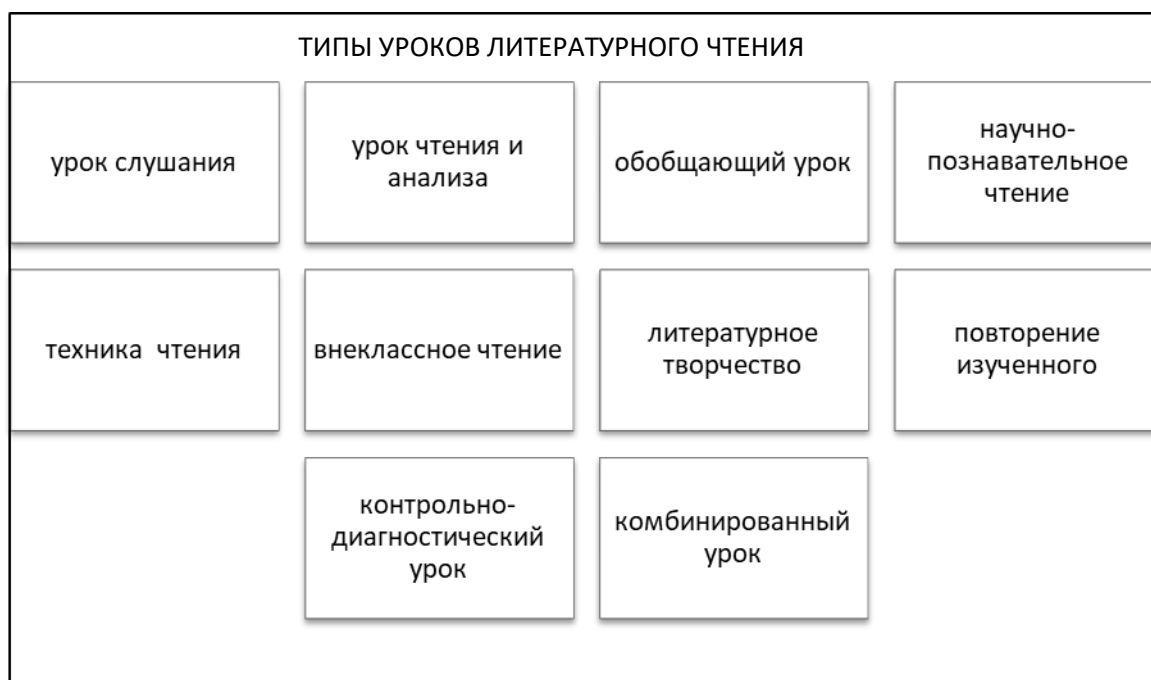 ТИПЫ УРОКОВ ЛИТЕРАТУРНОГО ЧТЕНИЯ
урок слушания
урок чтения и
анализа
обобщающий урок
научно-
познавательное
чтение
техника  чтения
внеклассное чтение
литературное
творчество
повторение
изученного
контрольно-
диагностический
урок
комбинированный
урок